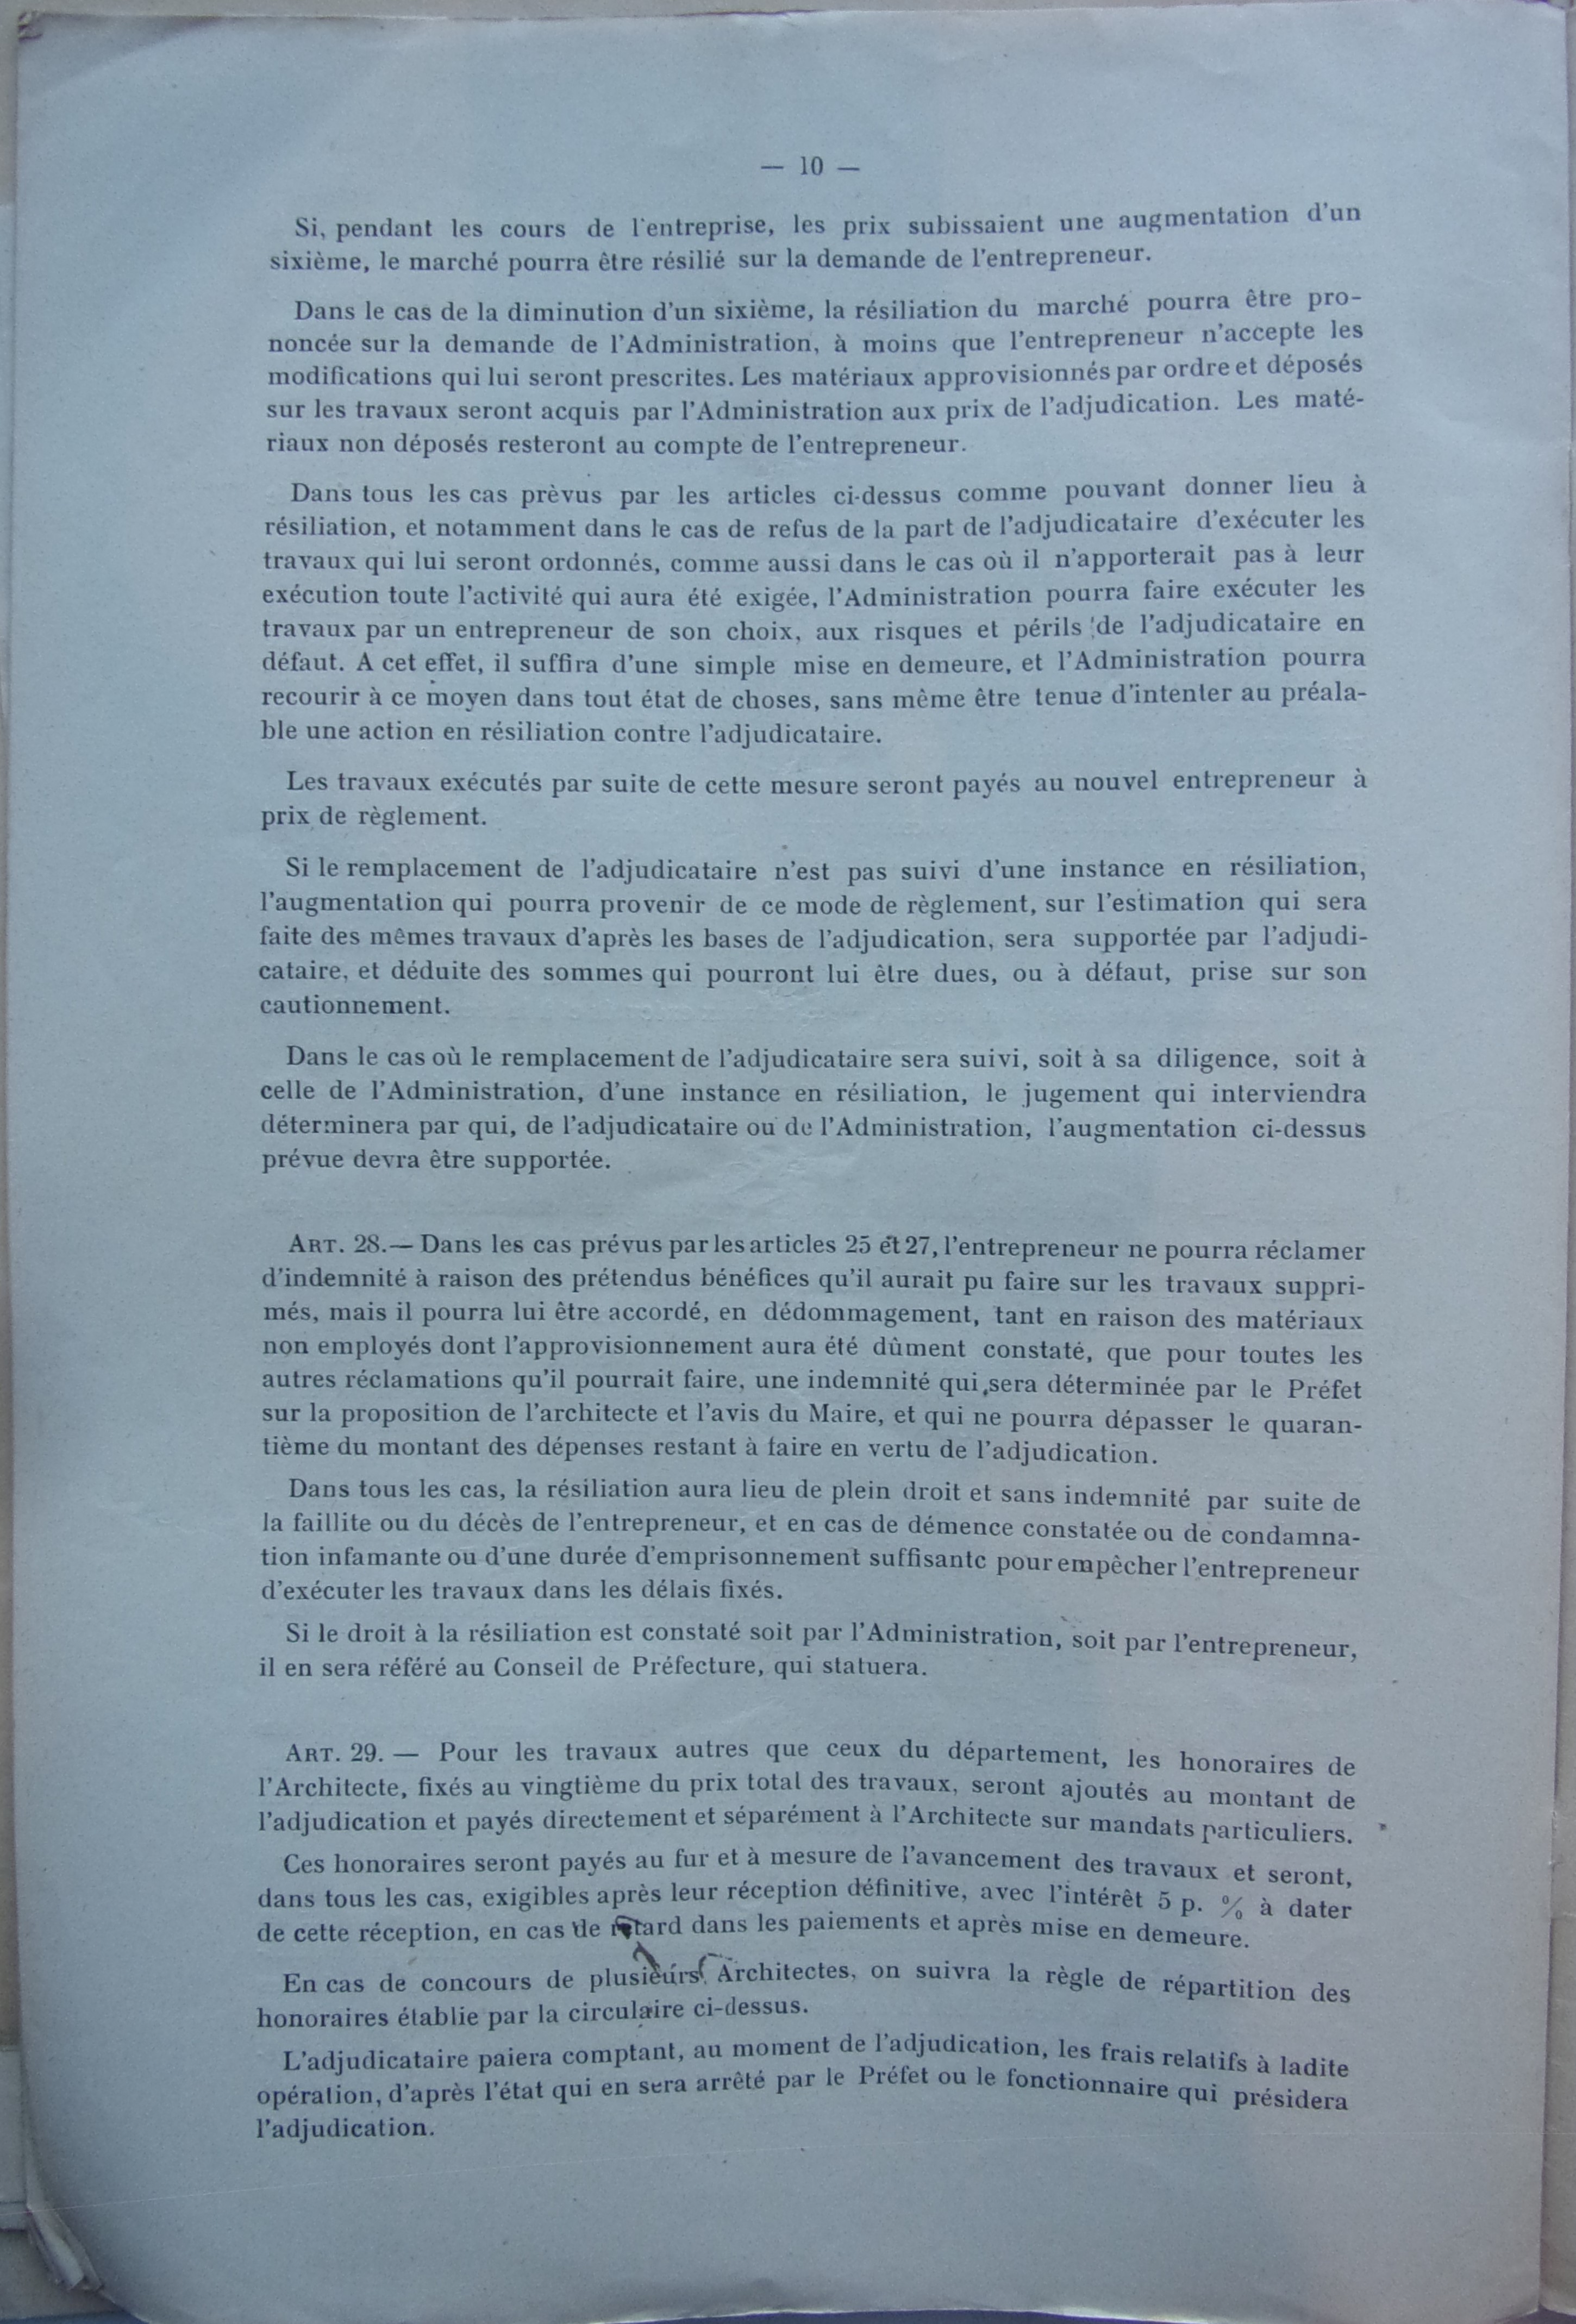 — 10 —
Si, pendant les cours de l'entreprise, les prix subissaient une augmentation d'un
sixième, le marché pourra être résilié sur la demande de l'entrepreneur.
Dans le cas de la diminution d'un sixième, la résiliation du marché pourra être pro-
noncée sur la demande de l'Administration, à moins que l'entrepreneur n'accepte les
modifications qui lui seront prescrites. Les matériaux approvisionnés par ordre et déposés
sur les travaux seront acquis par l'Administration aux prix de l'adjudication. Les maté-
riaux non déposés resteront au compte de l'entrepreneur.
Dans tous les cas prèvus par les articles ci-dessus comme pouvant donner lieu à
résiliation, et notamment dans le cas de refus de la part de l'adjudicataire d'exécuter les
travaux qui lui seront ordonnés, comme aussi dans le cas où il n'apporterait pas à leur
exécution toute l'activité qui aura été exigée, l'Administration pourra faire exécuter les
travaux par un entrepreneur de son choix, aux risques et périls de l'adjudicataire en
défaut. A cet effet, il suffira d'une simple mise en demeure, et l'Administration pourra
recourir à ce moyen dans tout état de choses, sans même être tenue d'intenter au préala-
ble une action en résiliation contre l'adjudicataire.
Les travaux exécutés par suite de cette mesure seront payés au nouvel entrepreneur à
prix de règlement.
Si le remplacement de l'adjudicataire n'est pas suivi d'une instance en résiliation,
l'augmentation qui pourra provenir de ce mode de règlement, sur l'estimation qui sera
faite des mêmes travaux d'après les bases de l'adjudication, sera supportée par l'adjudi-
cataire, et déduite des sommes qui pourront lui être dues, ou à défaut, prise sur son
cautionnement.
Dans le cas où le remplacement de l'adjudicataire sera suivi, soit à sa diligence, soit à
celle de l'Administration, d'une instance en résiliation, le jugement qui interviendra
déterminera par qui, de l'adjudicataire ou de l'Administration, l'augmentation ci-dessus
prévue devra être supportée.
ART. 28.— Dans les cas prévus par les articles 25 et 27, l'entrepreneur ne pourra réclamer
d'indemnité à raison des prétendus bénéfices qu'il aurait pu faire sur les travaux suppri-
més, mais il pourra lui être accordé, en dédommagement, tant en raison des matériaux
non employés dont l'approvisionnement aura été dûment constaté, que pour toutes les
autres réclamations qu'il pourrait faire, une indemnité qui sera déterminée par le Préfet
sur la proposition de l'architecte et l'avis du Maire, et qui ne pourra dépasser le quaran-
tième du montant des dépenses restant à faire en vertu de l'adjudication.
Dans tous les cas, la résiliation aura lieu de plein droit et sans indemnité par suite de
la faillite ou du décès de l'entrepreneur, et en cas de démence constatée ou de condamna-
tion infamante ou d'une durée d'emprisonnement suffisante pour empêcher l'entrepreneur
d'exécuter les travaux dans les délais fixés.
Si le droit à la résiliation est constaté soit par l'Administration, soit par l'entrepreneur,
il en sera référé au Conseil de Préfecture, qui statuera.
ART. 29. — Pour les travaux autres que ceux du département, les honoraires de
l'Architecte, fixés au vingtième du prix total des travaux, seront ajoutés au montant de
l'adjudication et payés directement et séparément à l'Architecte sur mandats particuliers.
Ces honoraires seront payés au fur et à mesure de l'avancement des travaux et seront,
dans tous les cas, exigibles après leur réception définitive, avec l'intérêt 5 p. % à dater
de cette réception, en cas de retard dans les paiements et après mise en demeure.
En cas de concours de plusieurs Architectes, on suivra la règle de répartition des
honoraires établie par la circulaire ci-dessus.
L'adjudicataire paiera comptant, au moment de l'adjudication, les frais relatifs à ladite
opération, d'après l'état qui en sera arrêté par le Préfet ou le fonctionnaire qui présidera
l'adjudication.